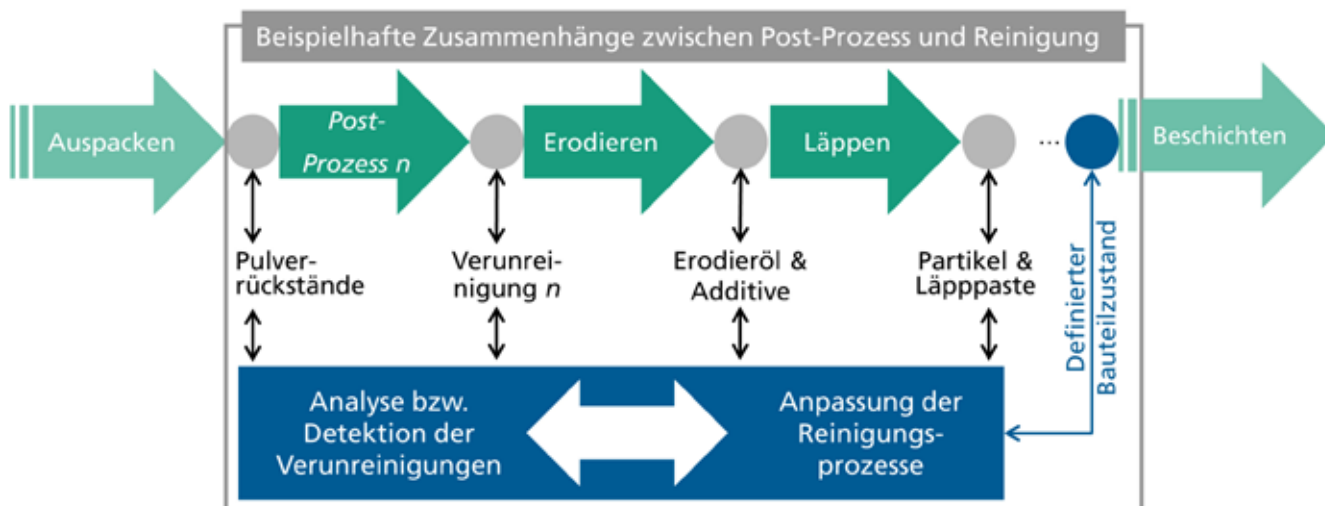 Beispielhafte Zusammenhänge zwischen Post-Prozess und Reinigung
Auspacken
Post-
Prozess n
Erodieren
Läppen
...
Beschichten
Pulver-
rückstände
Verunrei-
nigung n
Erodieröl &
Additive
Partikel &
Läpppaste
Definierter
Bauteilzustand
Analyse bzw.
Detektion der
Verunreinigungen
Anpassung der
Reinigungs-
prozesse